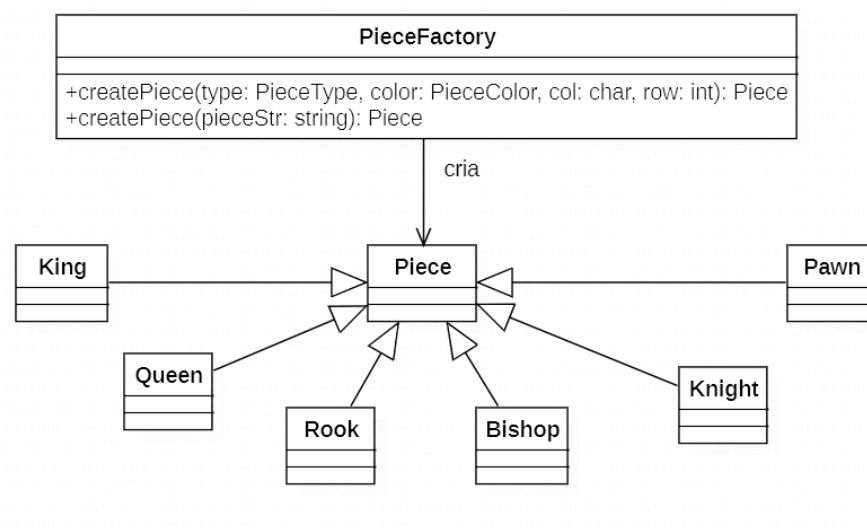 PieceFactory
+createPiece(type: PieceType, color: PieceColor, col: char, row: int): Piece
+createPiece(pieceStr: string): Piece
cria
King
Piece
Pawn
Queen
Knight
Rook
Bishop